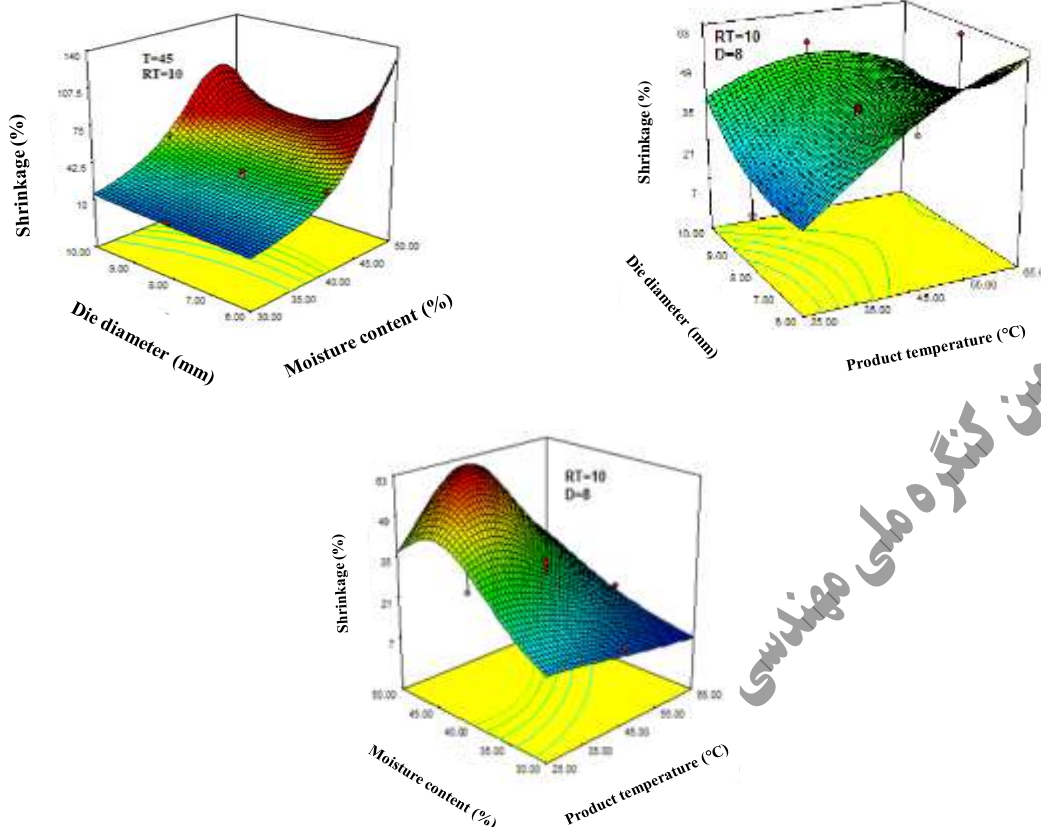 T=45
RT=10
Shrinkage (%)
140
107.5
75
42.5
10
10.00
9.00
8.00
7.00
6.00
30.00
35.00
40.00
45.00
50.00
Die diameter (mm)
Moisture content (%)
RT=10
D=8
Shrinkage (%)
63
49
35
21
7
10.00
9.00
8.00
7.00
6.00
25.00
35.00
45.00
55.00
Die diameter (mm)
Product temperature (°C)
RT=10
D=8
Shrinkage (%)
63
49
35
21
7
50.00
45.00
40.00
35.00
30.00
25.00
35.00
45.00
55.00
65.00
Moisture content (%)
Product temperature (°C)
کنگره ملی مهندسی